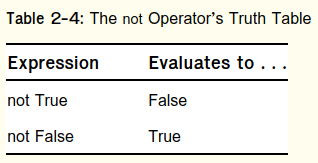 Table 2-4: The not Operator’s Truth Table
Expression Evaluates to . . .
not True False
not False True